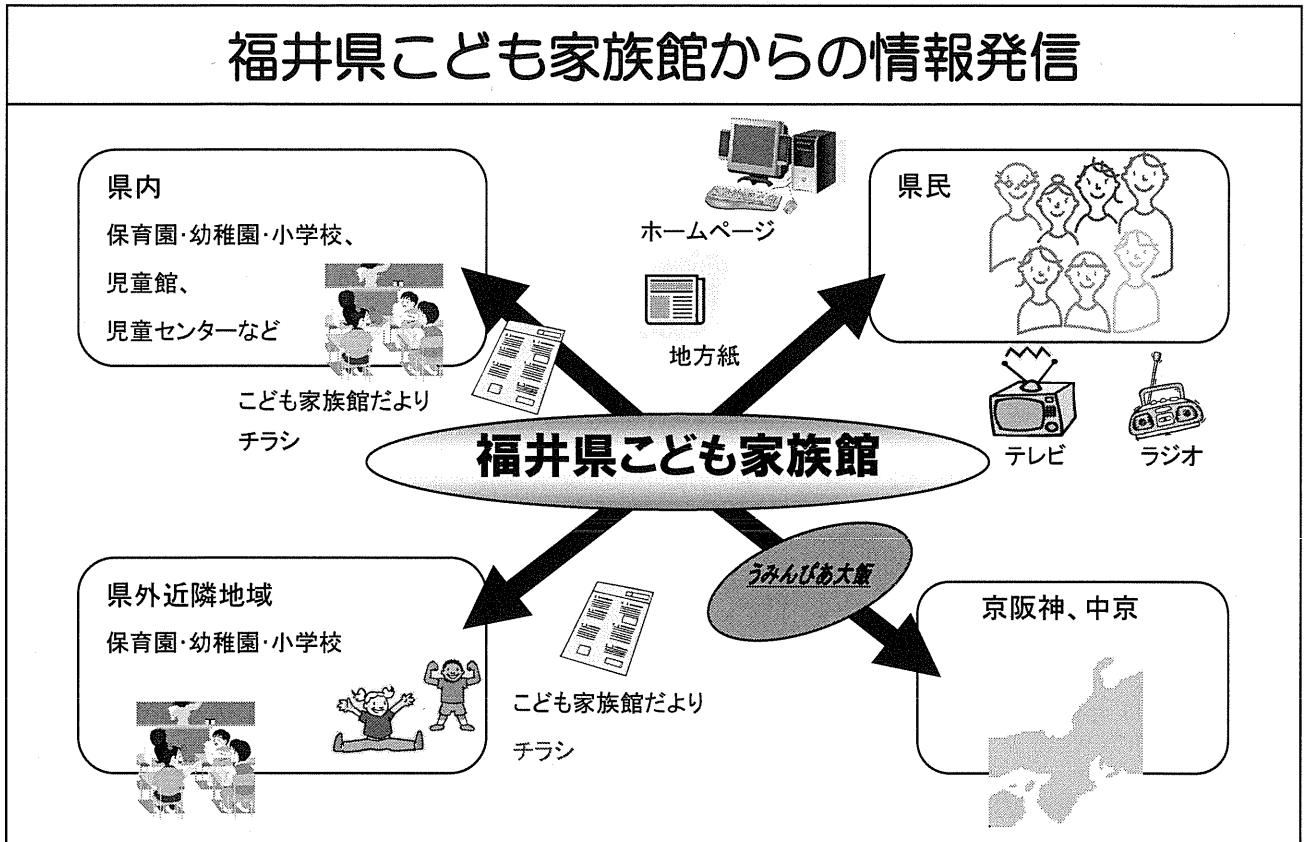 福井県こども家族館からの情報発信
県内
保育園・幼稚園・小学校、
児童館、
児童センターなど
こども家族館だより
チラシ
ホームページ
地方紙
県民
テレビ
ラジオ
福井県こども家族館
うみんぴあ大飯
県外近隣地域
保育園・幼稚園・小学校
こども家族館だより
チラシ
京阪神、中京